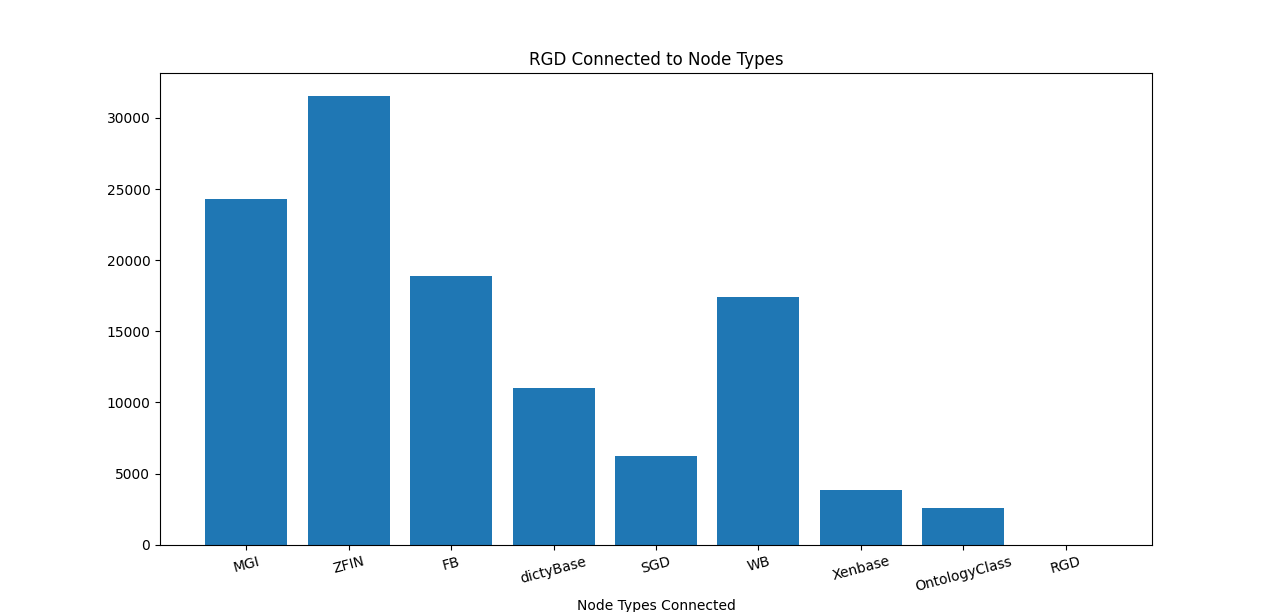 RGD Connected to Node Types
30000
25000
20000
15000
10000
5000
0
MGI
ZFIN
FB
dictyBase
SGD
WB
Xenbase
OntologyClass
RGD
Node Types Connected